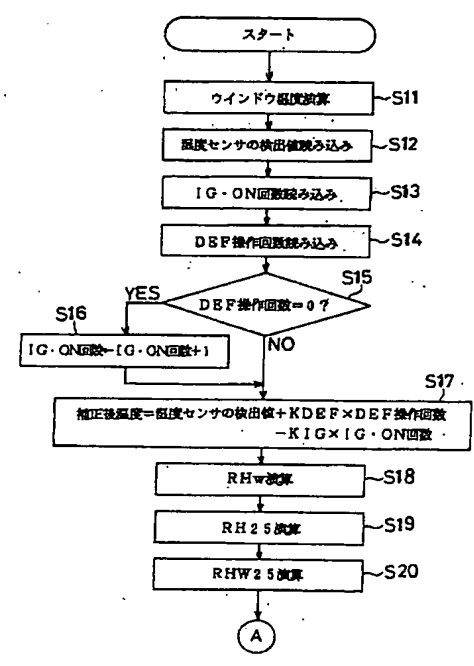 スタート
ウインドウ温度演算 S11
湿度センサの検出値読み込み S12
IG・ON回数読み込み S13
DEF操作回数読み込み S14
S15
DEF操作回数=0?
YES
NO
S16
IG・ON回数←IG・ON回数+1
S17
補正後湿度=湿度センサの検出値+KDEF×DEF操作回数
-KIG×IG・ON回数
RHw演算 S18
RH25演算 S19
RHW25演算 S20
A